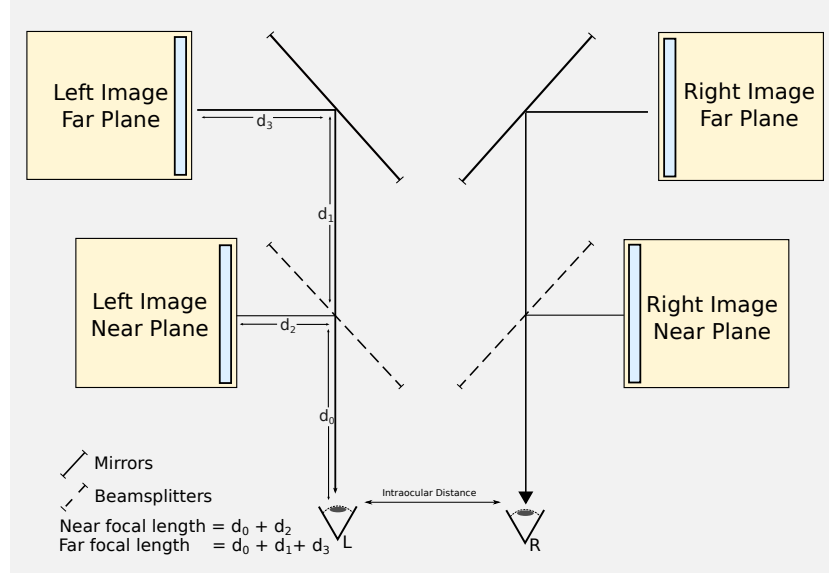 Left Image
Far Plane
Right Image
Far Plane
d3
d1
Left Image
Near Plane
Right Image
Near Plane
d2
d0
Mirrors
Beamsplitters
Intraocular Distance
Near focal length = d0 + d2
Far focal length = d0 + d1+ d3
L
R